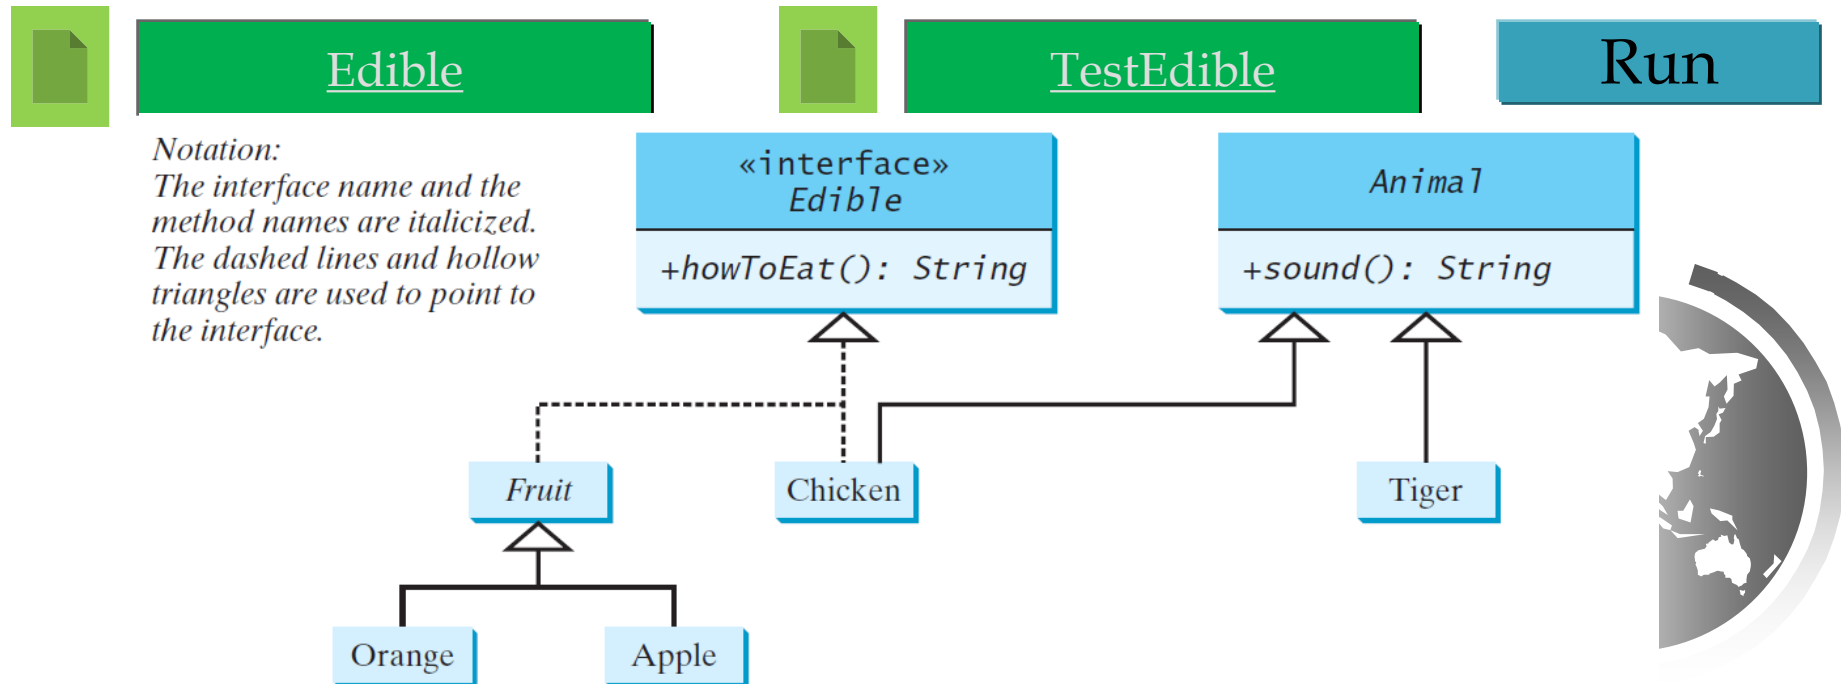 Edible
TestEdible
Run
Notation:
The interface name and the
method names are italicized.
The dashed lines and hollow
triangles are used to point to
the interface.
«interface»
Edible
+howToEat(): String
Animal
+sound(): String
Fruit
Chicken
Tiger
Orange
Apple